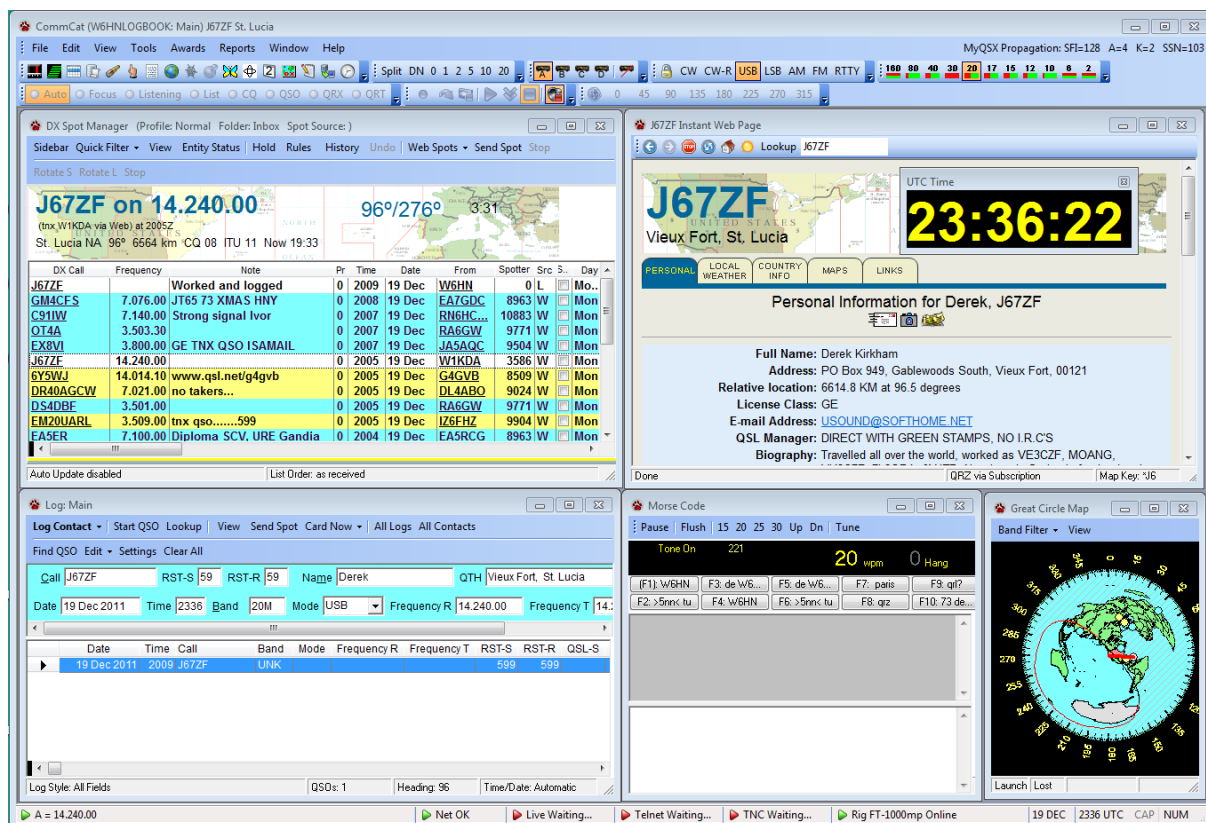 CommCat (W6HNLOGBOOK: Main) J67ZF St. Lucia
File Edit View Tools Awards Reports Window Help
MyQSX Propagation: SFI=128 A=4 K=2 SSN=103
Split DN 0 1 2 5 10 20 A B C D CW CW-R USB LSB AM FM RTTY 160 80 40 30 20 17 15 12 10 6 2
Auto Focus Listening List CQ QSO QRX QRT 0 45 90 135 180 225 270 315
DX Spot Manager (Profile: Normal Folder: Inbox Spot Source: )
Sidebar Quick Filter View Entity Status Hold Rules History Undo Web Spots Send Spot Stop
Rotate S Rotate L Stop
J67ZF on 14.240.00 96º/276º 3:31
(tnx W1KDA via Web) at 2005Z
St. Lucia NA 96º 6564 km CQ 08 ITU 11 Now 19:33
DX Call Frequency Note Pr Time Date From Spotter Src S.. Day
J67ZF Worked and logged 0 2009 19 Dec W6HN 0 L Mo..
GM4CFS 7.076.00 JT65 73 XMAS HNY 0 2008 19 Dec EA7GDC 8963 W Mon
C91IW 7.140.00 Strong signal Ivor 0 2007 19 Dec RN6HC... 10883 W Mon
OT4A 3.503.30 0 2007 19 Dec RA6GW 9771 W Mon
EX8VI 3.800.00 GE TNX QSO ISAMAIL 0 2007 19 Dec JA5AQC 9504 W Mon
J67ZF 14.240.00 0 2005 19 Dec W1KDA 3586 W Mon
6Y5WJ 14.014.10 www.qsl.net/g4gvb 0 2005 19 Dec G4GVB 8509 W Mon
DR40AGCW 7.021.00 no takers... 0 2005 19 Dec DL4ABO 9024 W Mon
DS4DBF 3.501.00 0 2005 19 Dec RA6GW 9771 W Mon
EM20UARL 3.509.00 tnx qso.......599 0 2005 19 Dec IZ6FHZ 9904 W Mon
EA5ER 7.100.00 Diploma SCV, URE Gandia 0 2004 19 Dec EA5RCG 8963 W Mon
Auto Update disabled List Order: as received
J67ZF Instant Web Page
Lookup J67ZF
J67ZF
Vieux Fort, St, Lucia
UTC Time
23:36:22
PERSONAL LOCAL WEATHER COUNTRY INFO MAPS LINKS
Personal Information for Derek, J67ZF
Full Name: Derek Kirkham
Address: PO Box 949, Gablewoods South, Vieux Fort, 00121
Relative location: 6614.8 KM at 96.5 degrees
License Class: GE
E-mail Address: USOUND@SOFTHOME.NET
QSL Manager: DIRECT WITH GREEN STAMPS, NO I.R.C'S
Biography: Travelled all over the world, worked as VE3CZF, MOANG,
Done QRZ via Subscription Map Key: *J6
Log: Main
Log Contact Start QSO Lookup View Send Spot Card Now All Logs All Contacts
Find QSO Edit Settings Clear All
Call J67ZF RST-S 59 RST-R 59 Name Derek QTH Vieux Fort, St. Lucia
Date 19 Dec 2011 Time 2336 Band 20M Mode USB Frequency R 14.240.00 Frequency T 14.
Date Time Call Band Mode Frequency R Frequency T RST-S RST-R QSL-S
19 Dec 2011 2009 J67ZF UNK 599 599
Log Style: All Fields QSOs: 1 Heading: 96 Time/Date: Automatic
Morse Code
Pause Flush 15 20 25 30 Up Dn Tune
Tone On 221 20 wpm 0 Hang
(F1): W6HN F3: de W6... F5: de W6... F7: paris F9: qrl?
F2: >5nn< tu F4: W6HN F6: >5nn< tu F8: qrz F10: 73 de...
Great Circle Map
Band Filter View
345 0 15 30 45
330
315
300
285
270
255
240
225
210 195 180 165 150 135
Launch Lost
A = 14.240.00 Net OK Live Waiting... Telnet Waiting... TNC Waiting... Rig FT-1000mp Online 19 DEC 2336 UTC CAP NUM